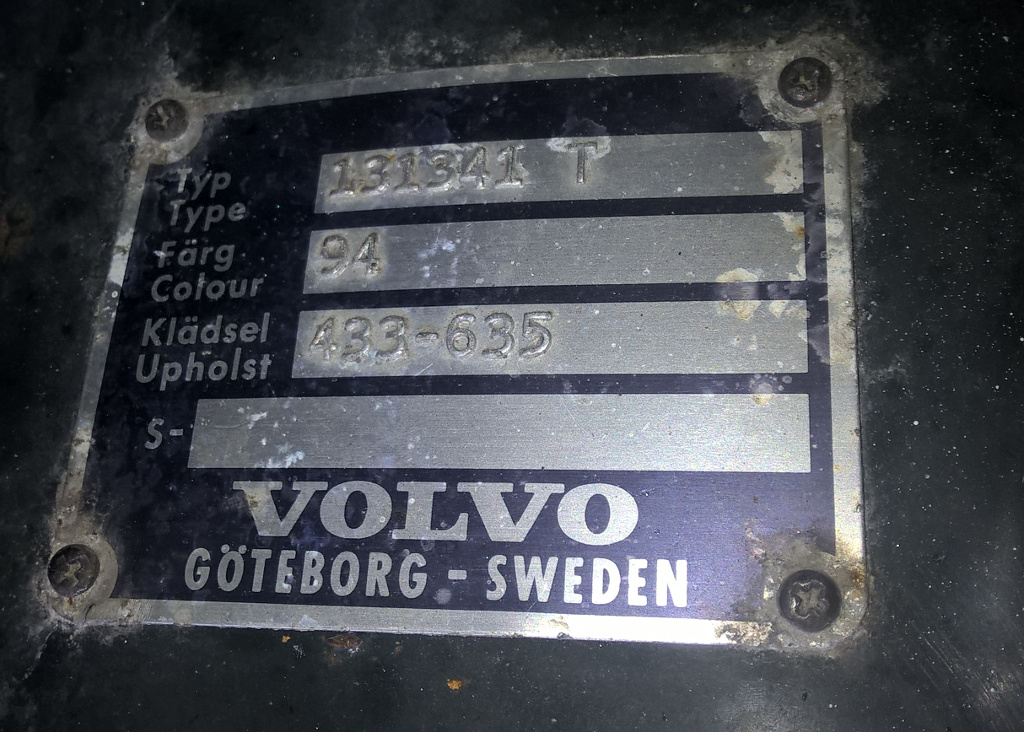 Typ 131341 T
Type
Färg 94
Colour
Klädsel 433-635
Upholst
S-
VOLVO
GÖTEBORG - SWEDEN